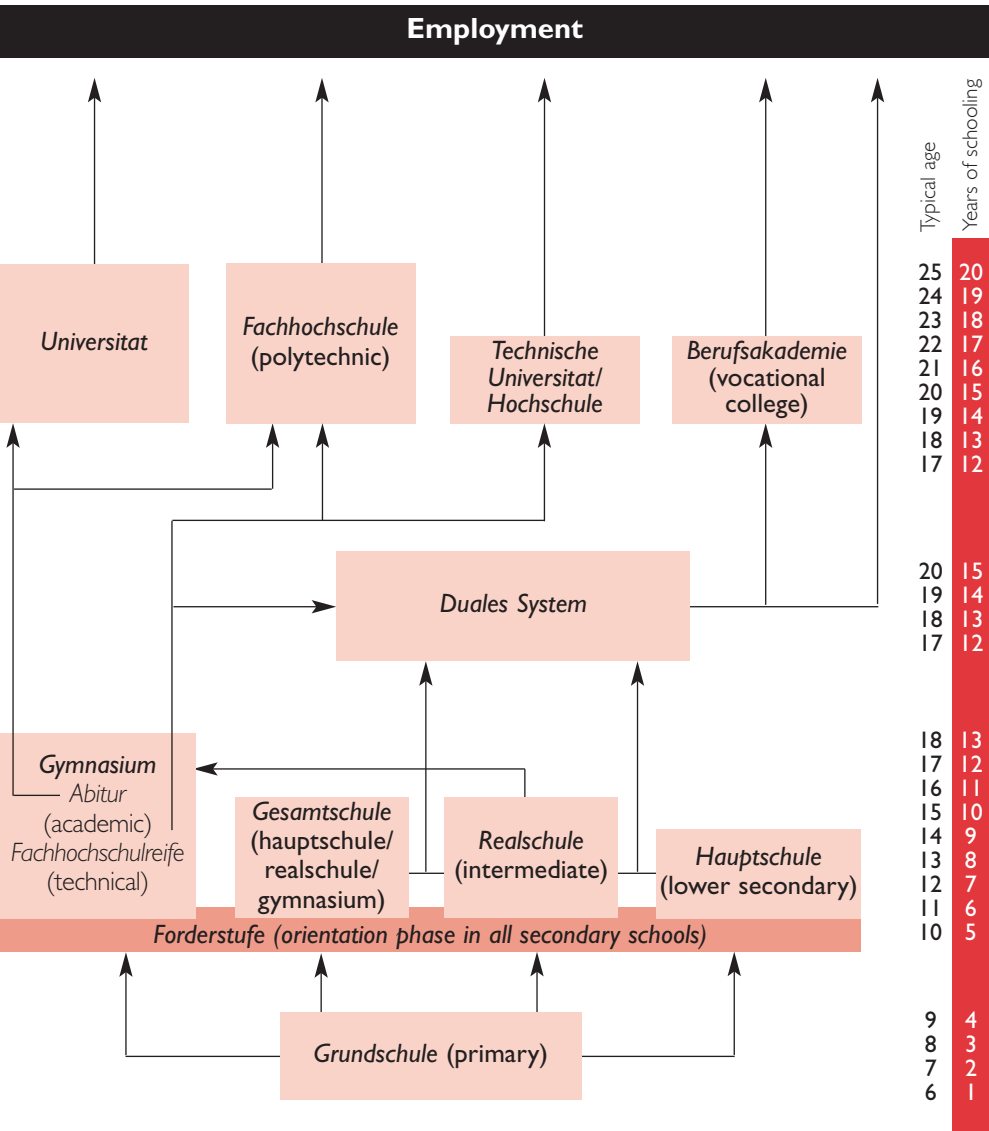 Employment
Typical age
Years of schooling
Universitat
Fachhochschule
(polytechnic)
Technische
Universitat/
Hochschule
Berufsakademie
(vocational
college)
25 20
24 19
23 18
22 17
21 16
20 15
19 14
18 13
17 12
Duales System
20 15
19 14
18 13
17 12
Gymnasium
Abitur
(academic)
Fachhochschulreife
(technical)
Gesamtschule
(hauptschule/
realschule/
gymnasium)
Realschule
(intermediate)
Hauptschule
(lower secondary)
18 13
17 12
16 11
15 10
14 9
13 8
12 7
11 6
10 5
Forderstufe (orientation phase in all secondary schools)
Grundschule (primary)
9 4
8 3
7 2
6 1